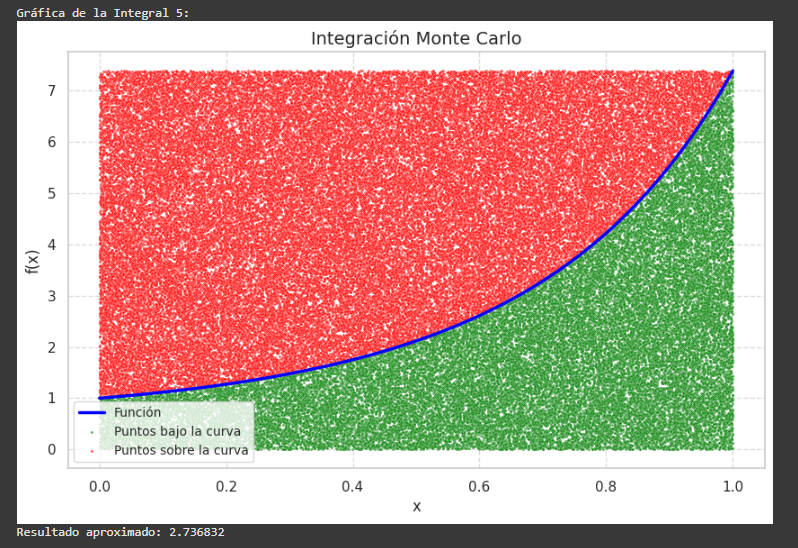 Gráfica de la Integral 5:
Integración Monte Carlo
f(x)
7
6
5
4
3
2
1
0
Función
Puntos bajo la curva
Puntos sobre la curva
0.0 0.2 0.4 0.6 0.8 1.0
x
Resultado aproximado: 2.736832